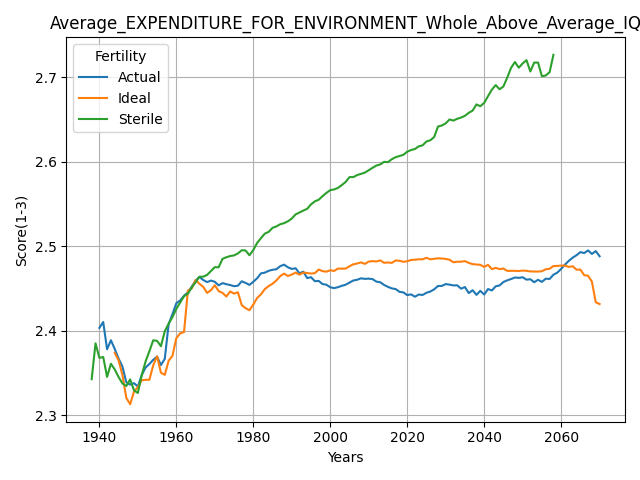 Average_EXPENDITURE_FOR_ENVIRONMENT_Whole_Above_Average_IQ
Fertility
Actual
Ideal
Sterile
Score(1-3)
2.7
2.6
2.5
2.4
2.3
1940 1960 1980 2000 2020 2040 2060
Years